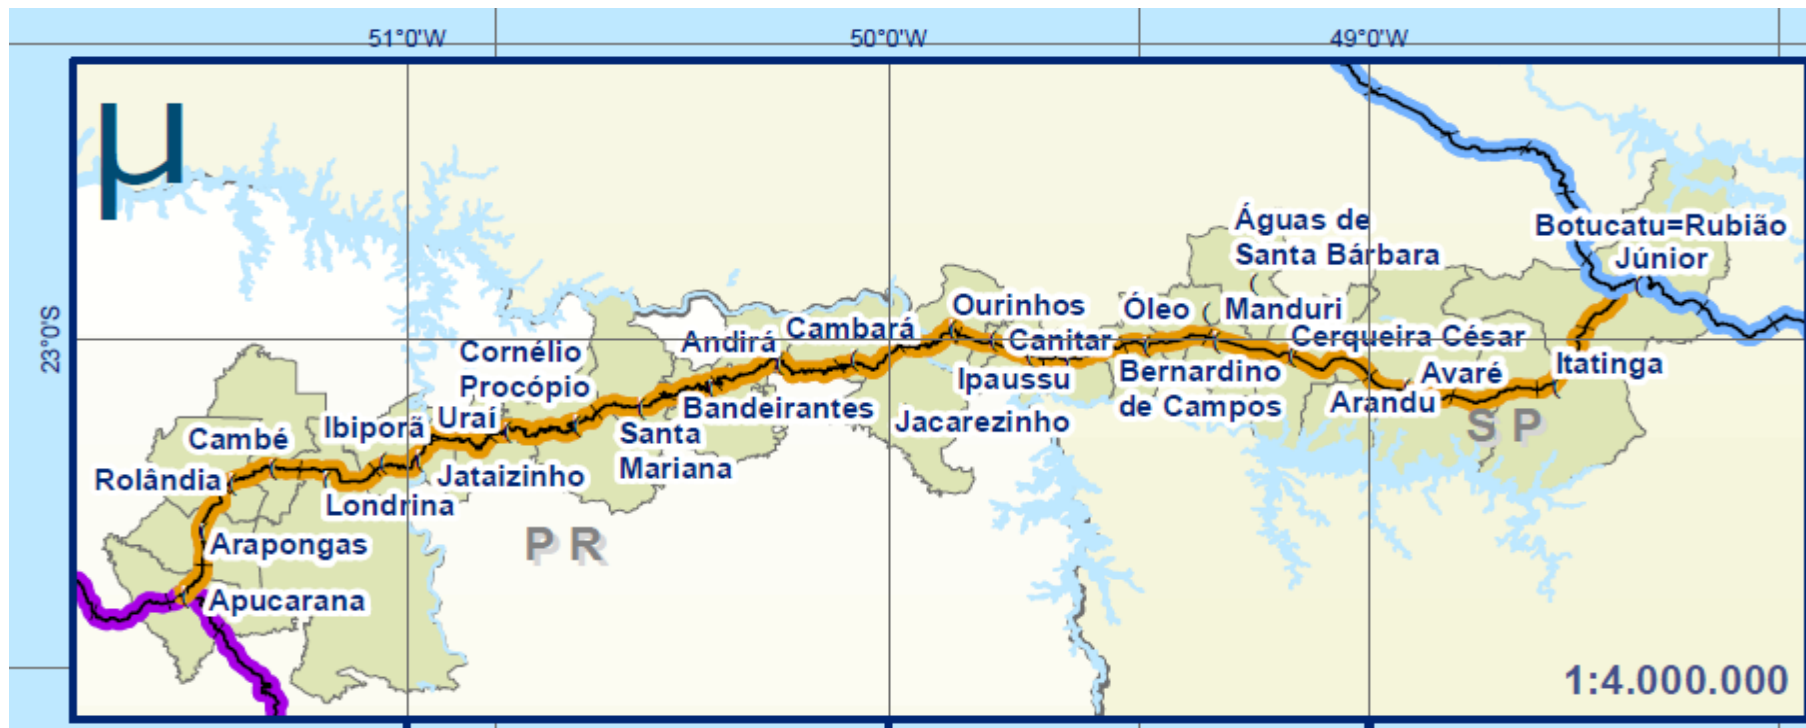 51°0'W
50°0'W
49°0'W
µ
23°0'S
Águas de
Santa Bárbara
Botucatu=Rubião
Júnior
Ourinhos
Óleo
Manduri
Cambará
Andirá
Canitar
Cerqueira César
Cornélio
Procópio
Ipaussu
Bernardino
de Campos
Avaré
Itatinga
Arandu
Bandeirantes
Jacarezinho
Ibiporã
Uraí
Cambé
Santa
Mariana
Rolândia
Londrina
Jataizinho
S P
P R
Arapongas
Apucarana
1:4.000.000